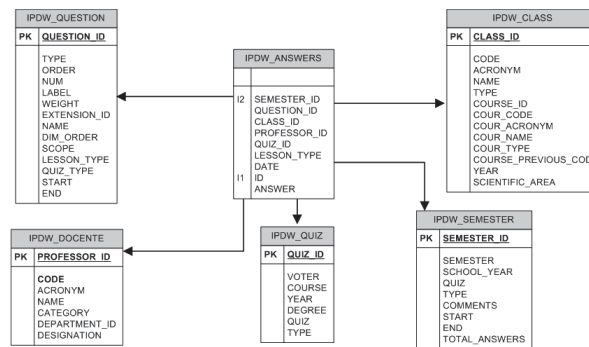 IPDW_QUESTION
PK QUESTION_ID
TYPE
ORDER
NUM
LABEL
WEIGHT
EXTENSION_ID
NAME
DIM_ORDER
SCOPE
LESSON_TYPE
QUIZ_TYPE
START
END
IPDW_ANSWERS
I2 SEMESTER_ID
QUESTION_ID
CLASS_ID
PROFESSOR_ID
QUIZ_ID
LESSON_TYPE
DATE
I1 ID
ANSWER
IPDW_CLASS
PK CLASS_ID
CODE
ACRONYM
NAME
TYPE
COURSE_ID
COUR_CODE
COUR_ACRONYM
COUR_NAME
COUR_TYPE
COURSE_PREVIOUS_COD
YEAR
SCIENTIFIC_AREA
IPDW_DOCENTE
PK PROFESSOR_ID
CODE
ACRONYM
NAME
CATEGORY
DEPARTMENT_ID
DESIGNATION
IPDW_QUIZ
PK QUIZ_ID
VOTER
COURSE
YEAR
DEGREE
QUIZ
TYPE
IPDW_SEMESTER
PK SEMESTER_ID
SEMESTER
SCHOOL_YEAR
QUIZ
TYPE
COMMENTS
START
END
TOTAL_ANSWERS